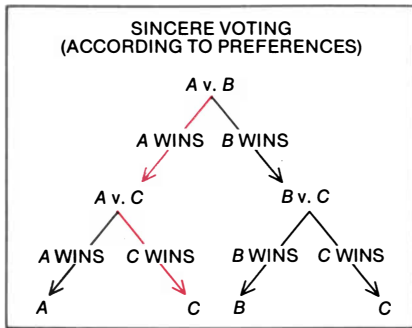 SINCERE VOTING
(ACCORDING TO PREFERENCES)
A v. B
A WINS B WINS
A v. C B v. C
A WINS C WINS B WINS C WINS
A C B C